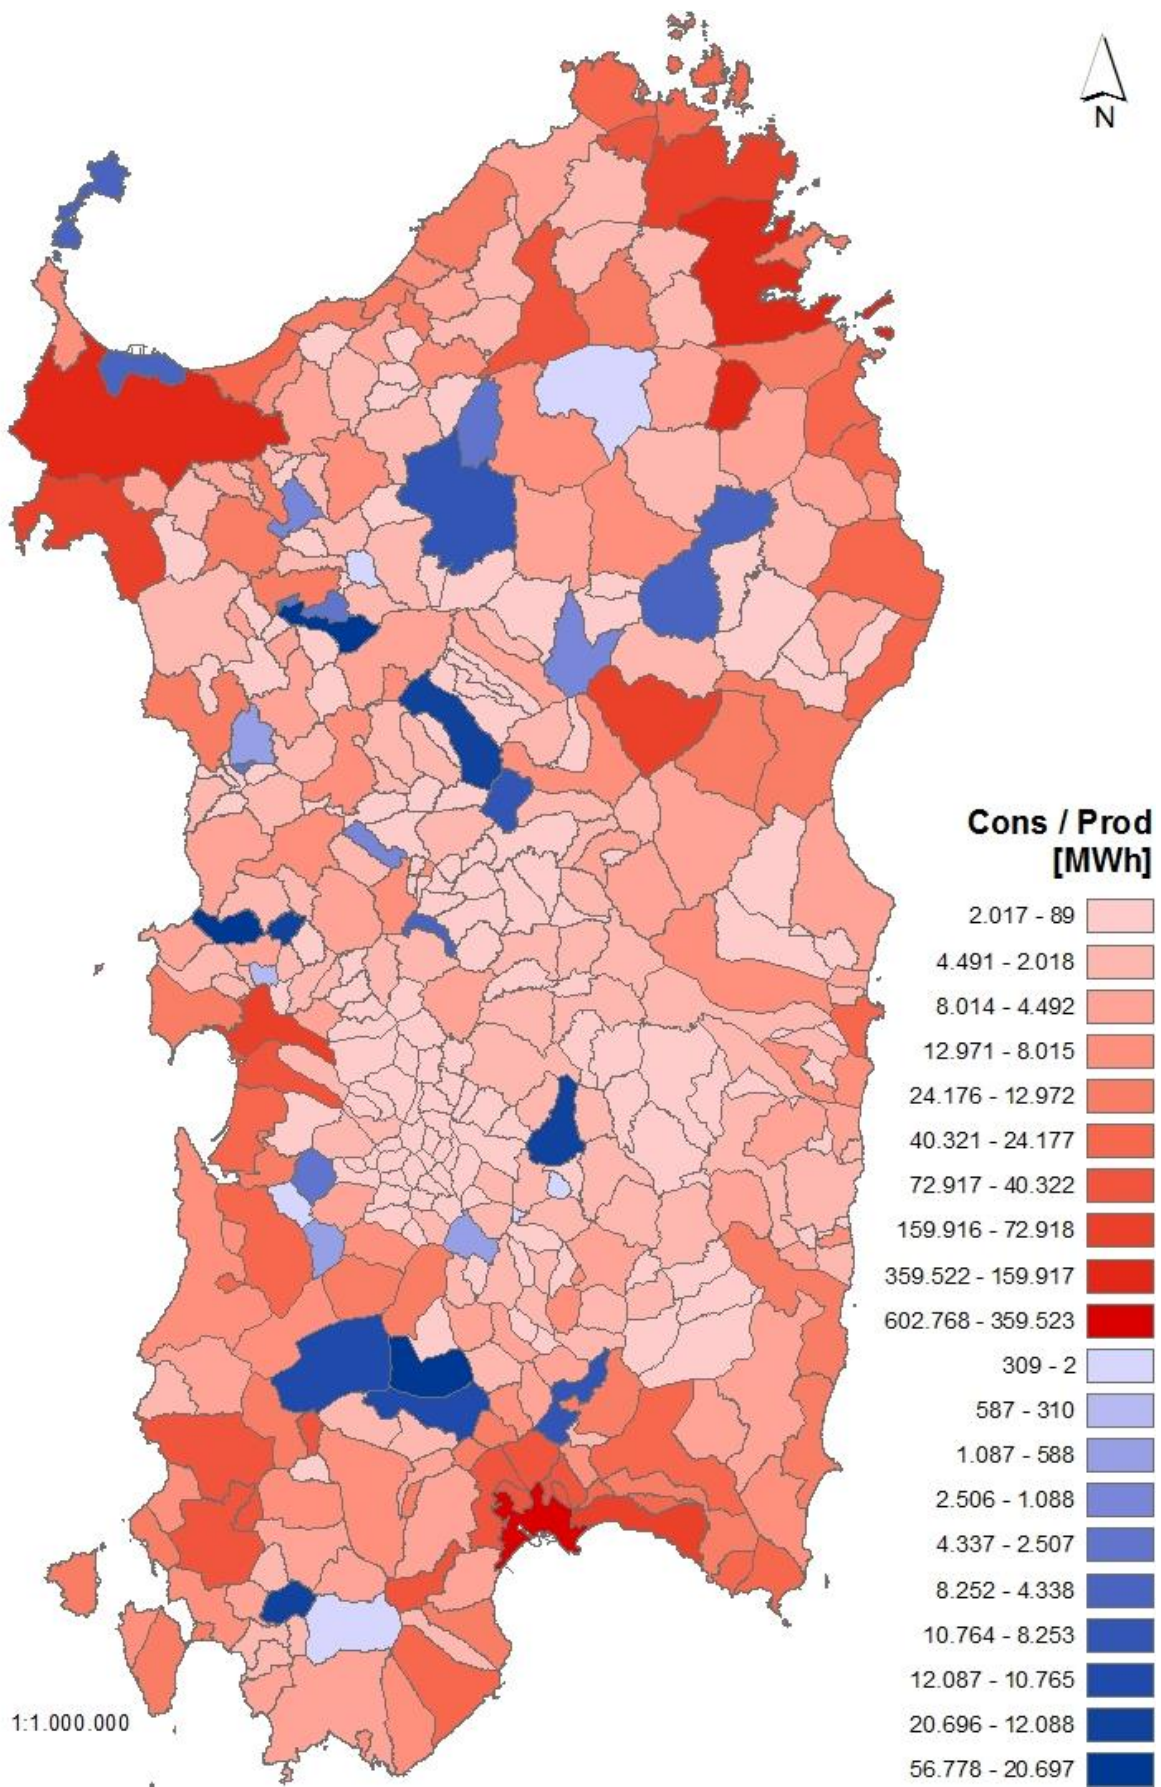 N
Cons / Prod
[MWh]
2.017 - 89
4.491 - 2.018
8.014 - 4.492
12.971 - 8.015
24.176 - 12.972
40.321 - 24.177
72.917 - 40.322
159.916 - 72.918
359.522 - 159.917
602.768 - 359.523
309 - 2
587 - 310
1.087 - 588
2.506 - 1.088
4.337 - 2.507
8.252 - 4.338
10.764 - 8.253
12.087 - 10.765
20.696 - 12.088
56.778 - 20.697
1:1.000.000